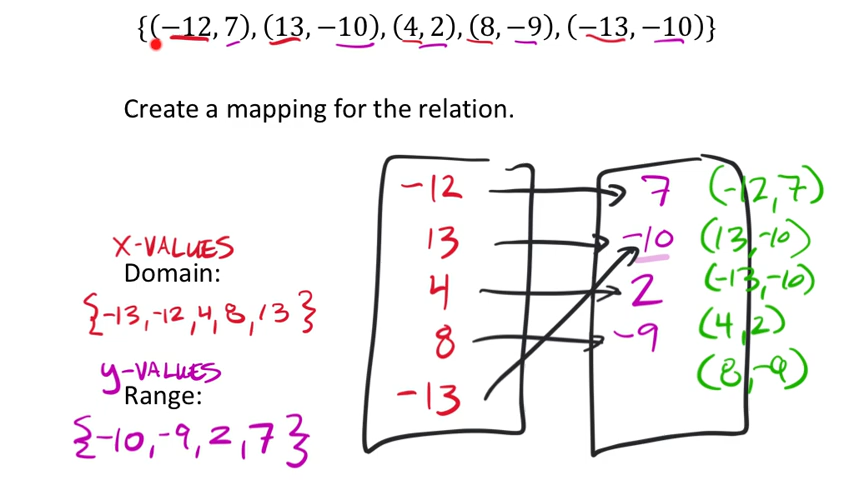 {(−12, 7), (13, −10), (4, 2), (8, −9), (−13, −10)}
Create a mapping for the relation.
X-VALUES
Domain:
{-13, -12, 4, 8, 13}
y-VALUES
Range:
{-10, -9, 2, 7}
-12
13
4
8
-13
7
-10
2
-9
(-12, 7)
(13, -10)
(-13, -10)
(4, 2)
(8, -9)